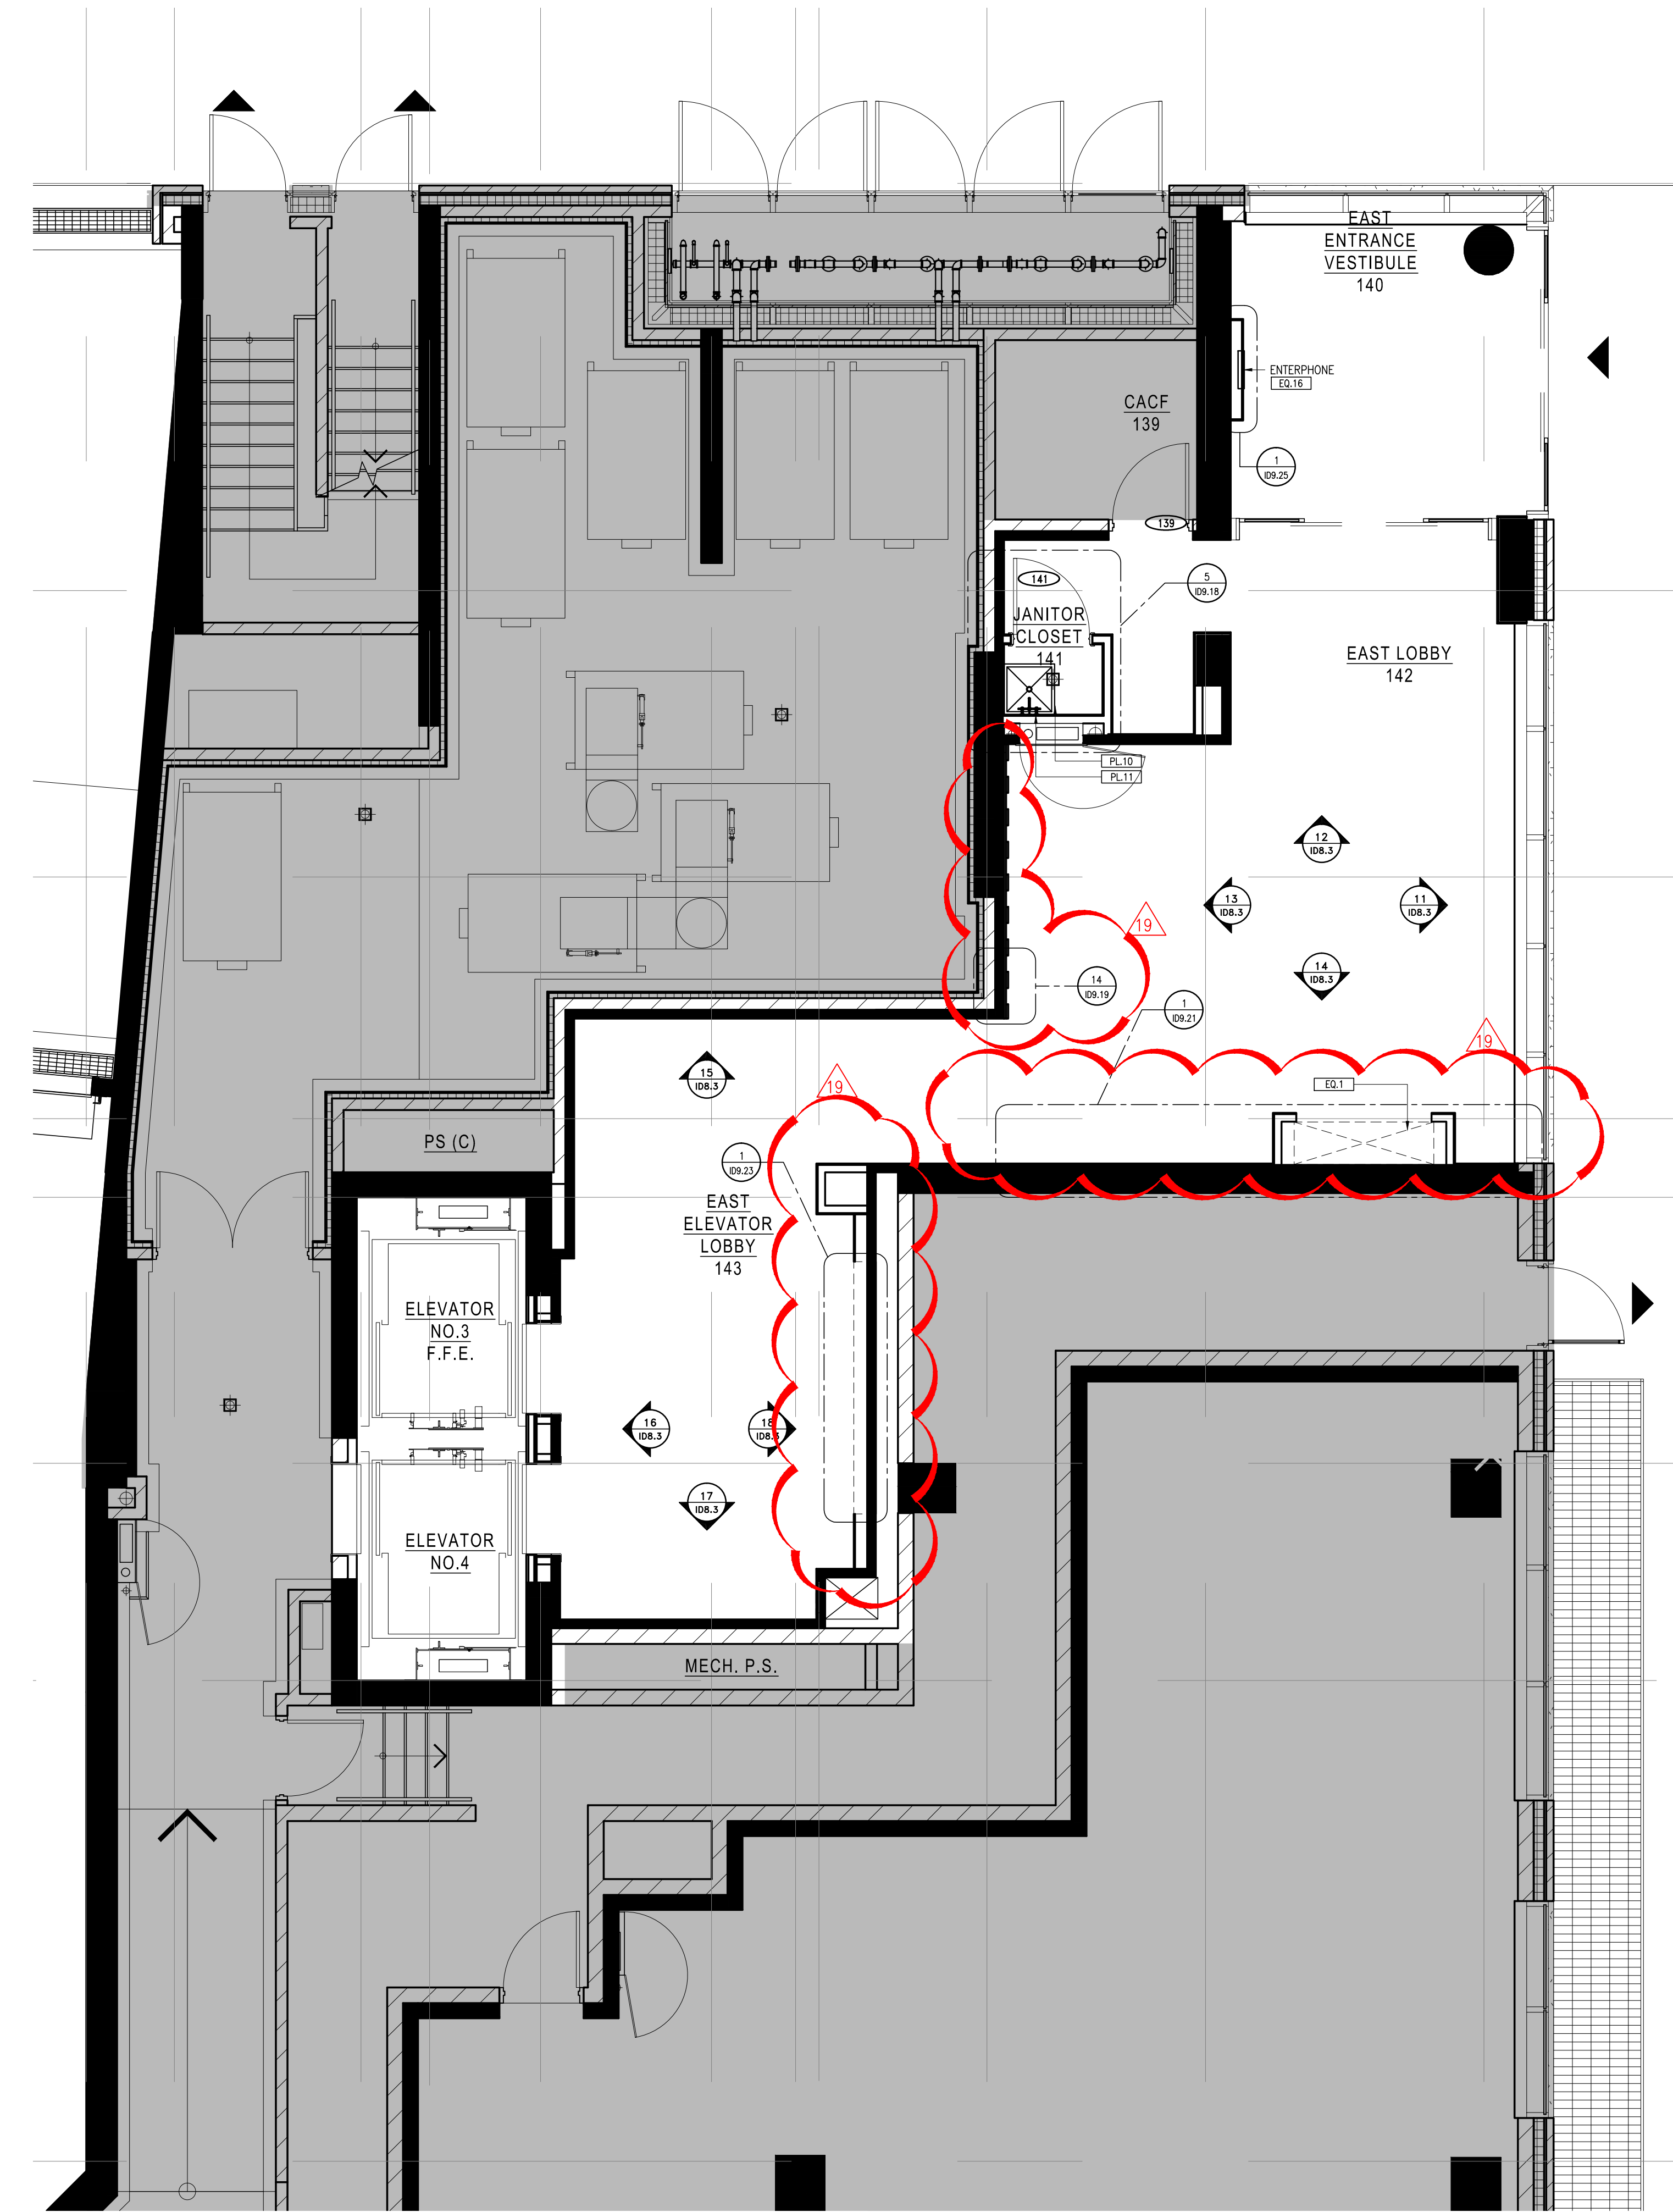 EAST
ENTRANCE
VESTIBULE
140
ENTERPHONE
EQ.16
CACF
139
1
ID9.25
139
141
5
ID9.18
JANITOR
CLOSET
141
EAST LOBBY
142
PL.10
PL.11
12
ID8.3
13
ID8.3
11
ID8.3
14
ID8.3
19
14
ID9.19
1
ID9.21
19
15
ID8.3
19
EQ.1
PS (C)
1
ID9.23
EAST
ELEVATOR
LOBBY
143
ELEVATOR
NO.3
F.F.E.
16
ID8.3
18
ID8.3
17
ID8.3
ELEVATOR
NO.4
MECH. P.S.